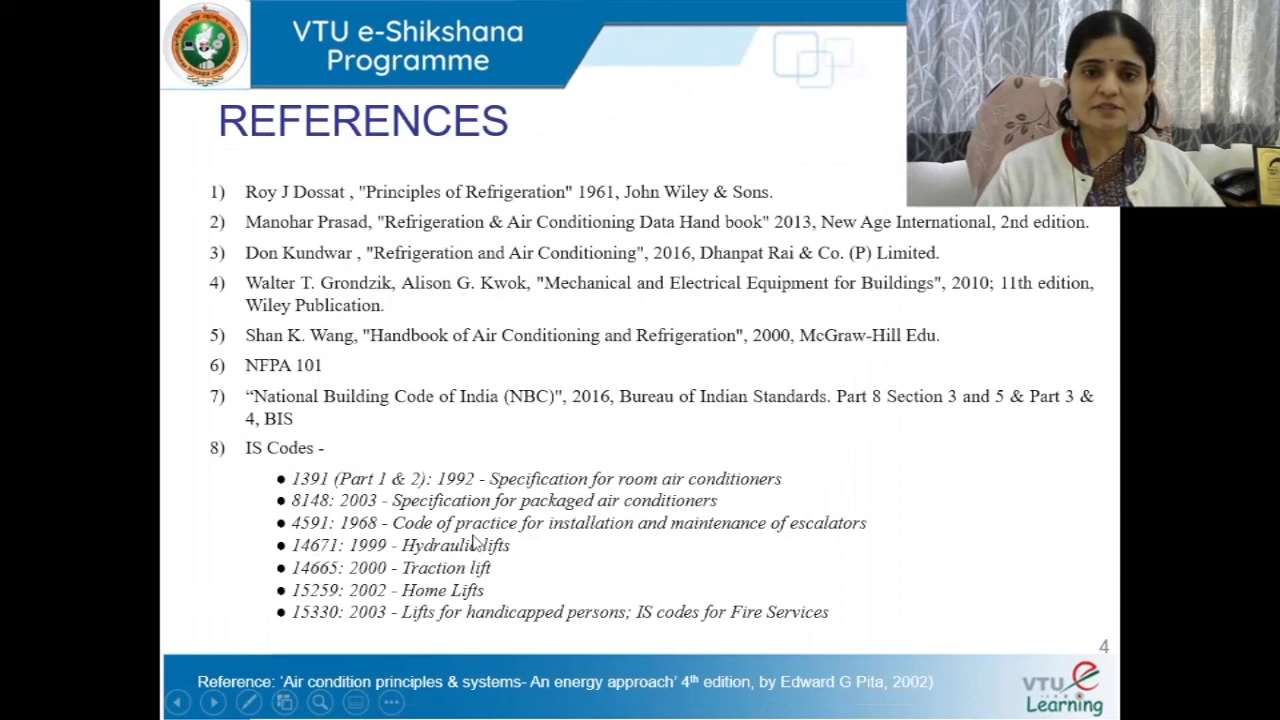 VTU e-Shikshana
Programme
REFERENCES
1) Roy J Dossat , "Principles of Refrigeration" 1961, John Wiley & Sons.
2) Manohar Prasad, "Refrigeration & Air Conditioning Data Hand book" 2013, New Age International, 2nd edition.
3) Don Kundwar , "Refrigeration and Air Conditioning", 2016, Dhanpat Rai & Co. (P) Limited.
4) Walter T. Grondzik, Alison G. Kwok, "Mechanical and Electrical Equipment for Buildings", 2010; 11th edition,
Wiley Publication.
5) Shan K. Wang, "Handbook of Air Conditioning and Refrigeration", 2000, McGraw-Hill Edu.
6) NFPA 101
7) “National Building Code of India (NBC)", 2016, Bureau of Indian Standards. Part 8 Section 3 and 5 & Part 3 &
4, BIS
8) IS Codes -
● 1391 (Part 1 & 2): 1992 - Specification for room air conditioners
● 8148: 2003 - Specification for packaged air conditioners
● 4591: 1968 - Code of practice for installation and maintenance of escalators
● 14671: 1999 - Hydraulic lifts
● 14665: 2000 - Traction lift
● 15259: 2002 - Home Lifts
● 15330: 2003 - Lifts for handicapped persons; IS codes for Fire Services
4
Reference: ‘Air condition principles & systems- An energy approach’ 4th edition, by Edward G Pita, 2002)
VTU e
Learning